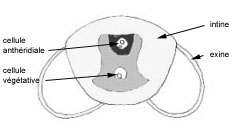 intine
cellule
anthéridiale
exine
cellule
végétative